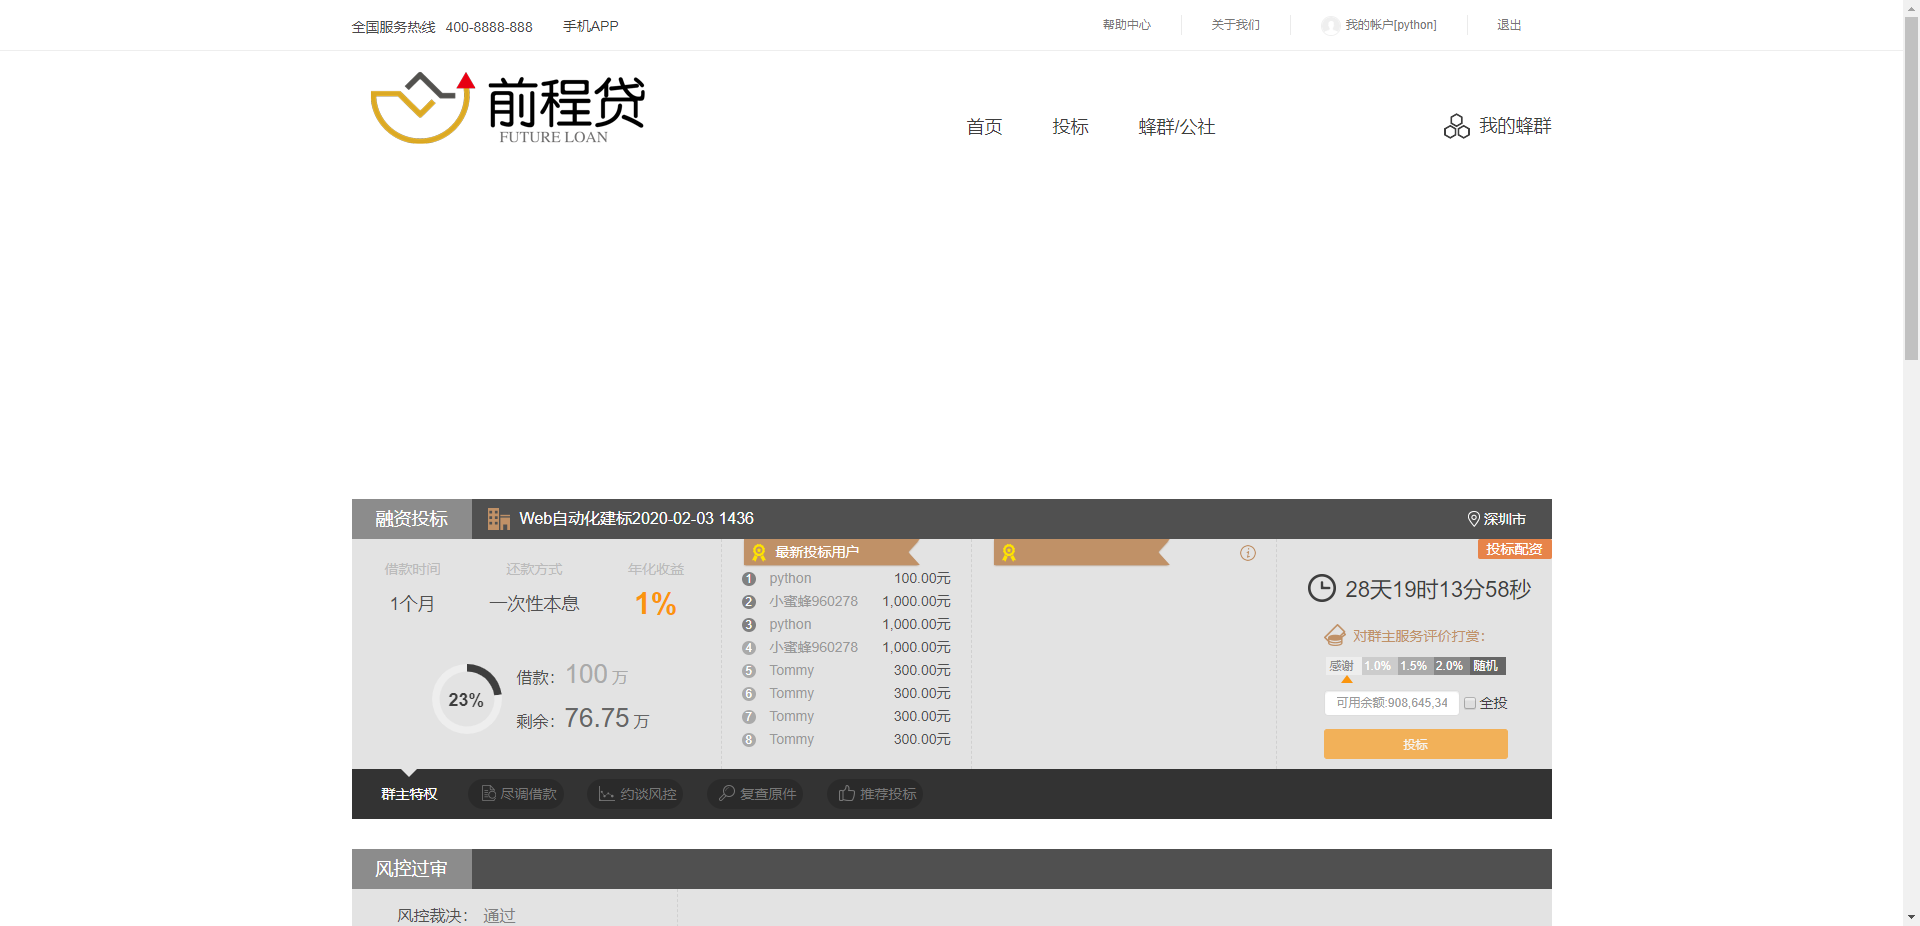 全国服务热线 400-8888-888 手机APP 帮助中心 关于我们 我的帐户[python] 退出
前程贷
FUTURE LOAN
首页 投标 蜂群/公社 我的蜂群
融资投标 Web自动化建标2020-02-03 1436 深圳市
借款时间 还款方式 年化收益
1个月 一次性本息 1%
23%
借款： 100 万
剩余： 76.75 万
最新投标用户
1 python 100.00元
2 小蜜蜂960278 1,000.00元
3 python 1,000.00元
4 小蜜蜂960278 1,000.00元
5 Tommy 300.00元
6 Tommy 300.00元
7 Tommy 300.00元
8 Tommy 300.00元
投标配资
28天19时13分58秒
对群主服务评价打赏：
感谢 1.0% 1.5% 2.0% 随机
可用余额:908,645,34 全投
投标
群主特权 尽调借款 约谈风控 复查原件 推荐投标
风控过审
风控裁决： 通过